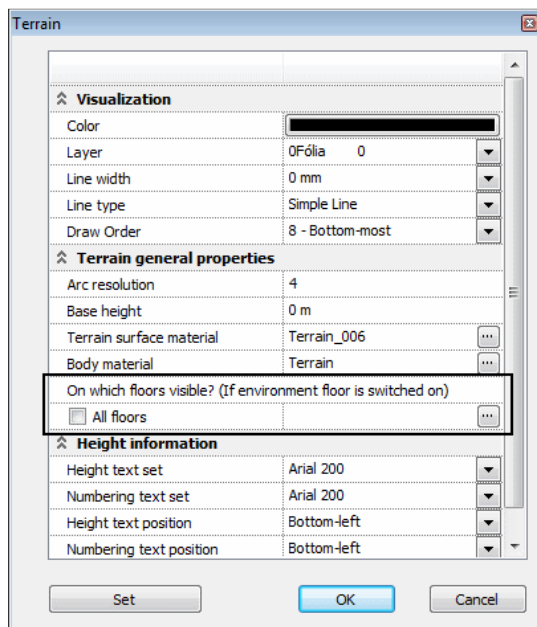 Terrain
Visualization
Color
Layer 0Fólia 0
Line width 0 mm
Line type Simple Line
Draw Order 8 - Bottom-most
Terrain general properties
Arc resolution 4
Base height 0 m
Terrain surface material Terrain_006 ...
Body material Terrain ...
On which floors visible? (If environment floor is switched on)
All floors ...
Height information
Height text set Arial 200
Numbering text set Arial 200
Height text position Bottom-left
Numbering text position Bottom-left
Set OK Cancel